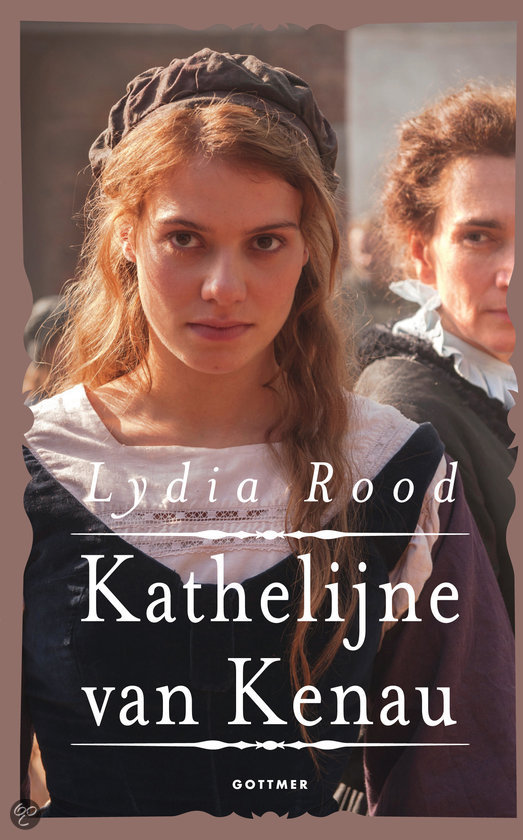 Lydia Rood
Kathelijne
van Kenau
GOTTMER